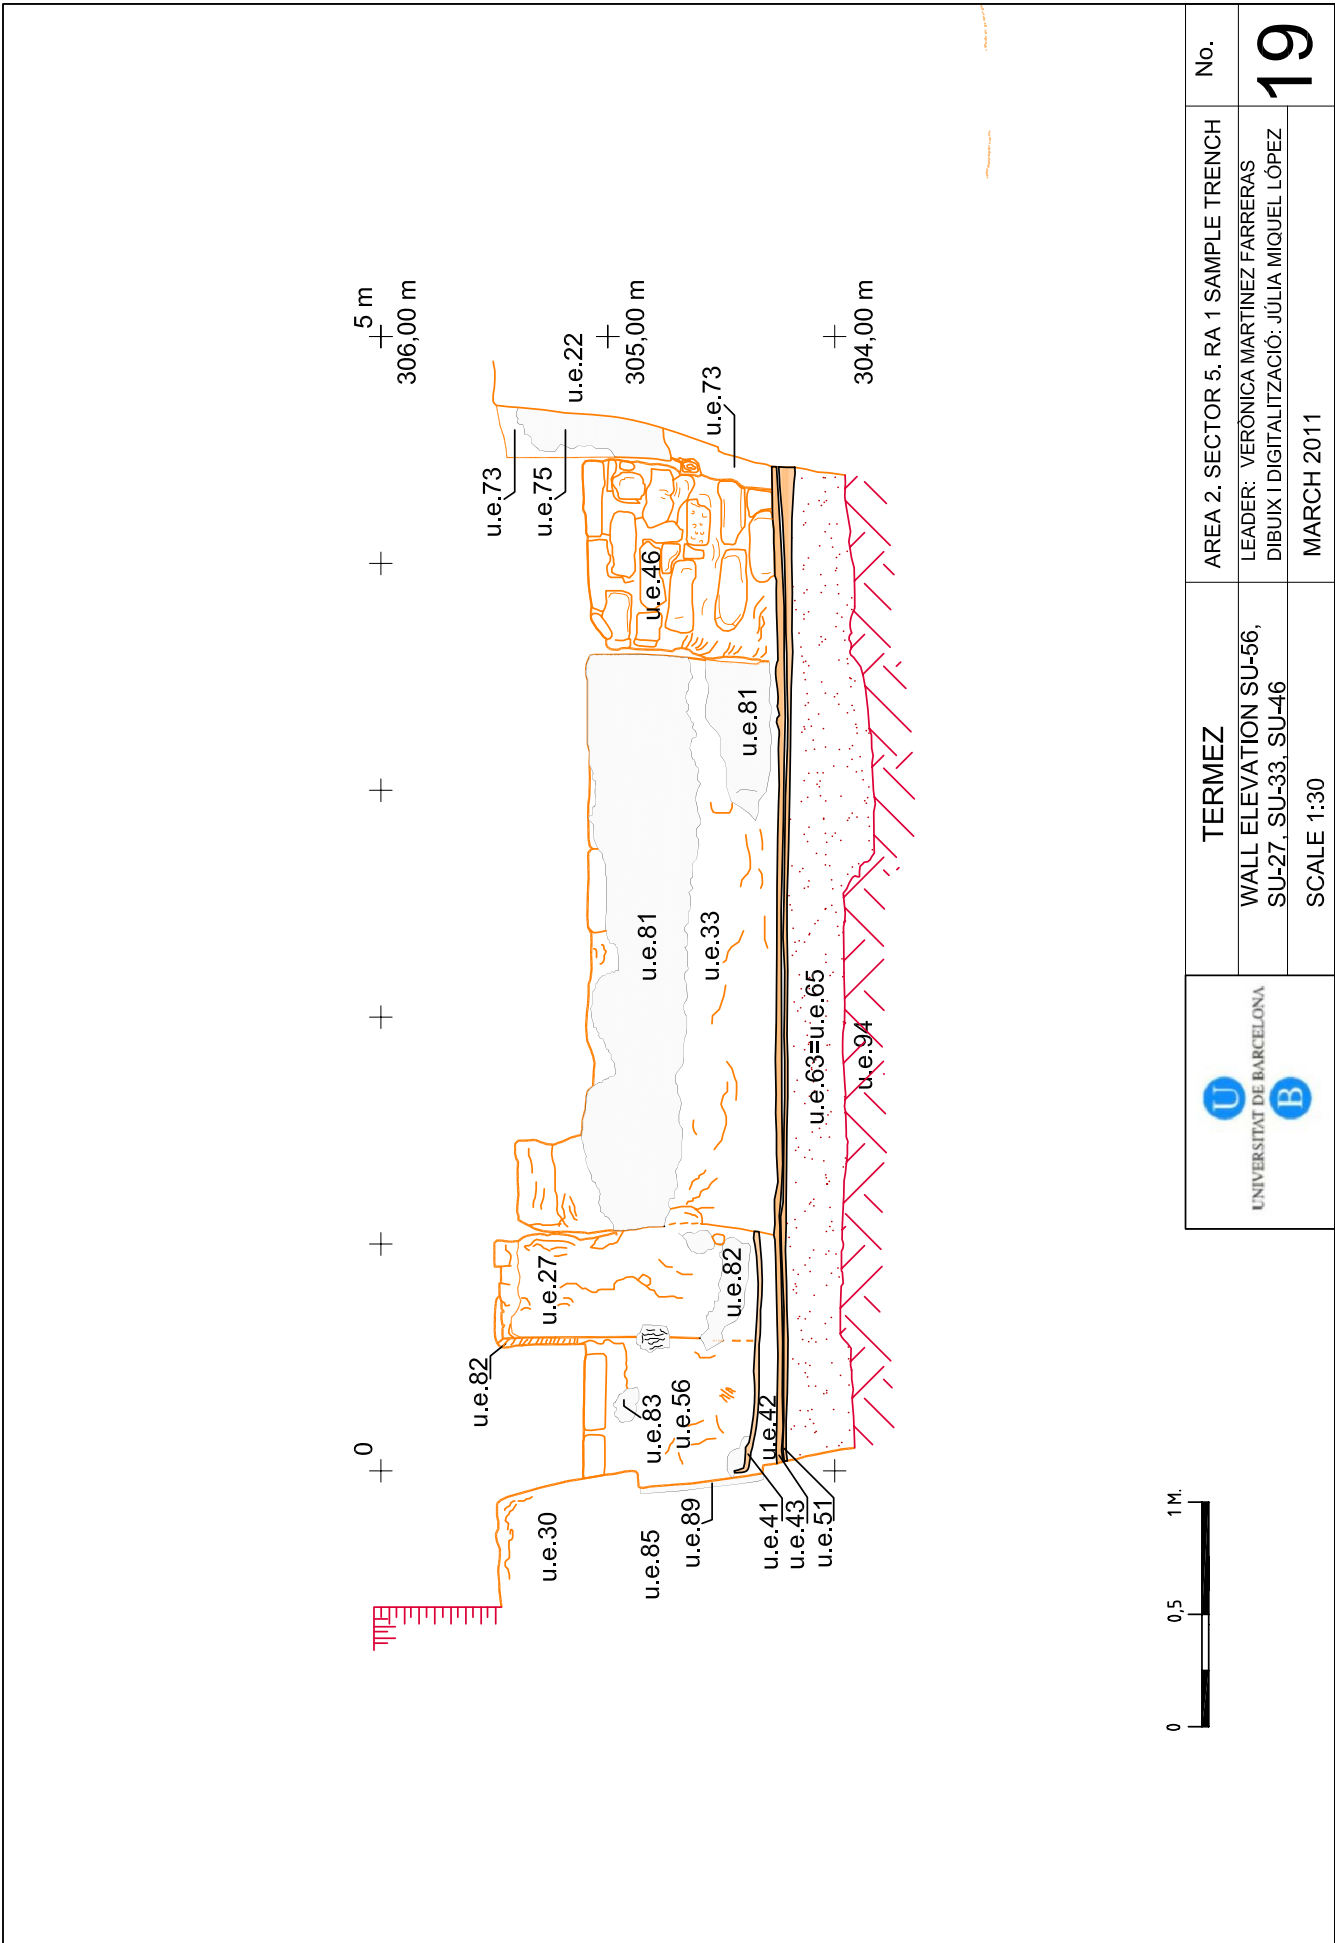 0
5 m
306,00 m
305,00 m
304,00 m
u.e.30
u.e.85
u.e.89
u.e.41
u.e.43
u.e.51
u.e.82
u.e.83
u.e.56
u.e.42
u.e.27
u.e.82
u.e.81
u.e.33
u.e.63=u.e.65
u.e.94
u.e.81
u.e.46
u.e.73
u.e.75
u.e.22
u.e.73
0
0,5
1 M.
U
UNIVERSITAT DE BARCELONA
B
TERMEZ
WALL ELEVATION SU-56,
SU-27, SU-33, SU-46
SCALE 1:30
AREA 2. SECTOR 5. RA 1 SAMPLE TRENCH
LEADER: VERÒNICA MARTÍNEZ FARRERAS
DIBUIX I DIGITALITZACIÓ: JÚLIA MIQUEL LÓPEZ
MARCH 2011
No.
19